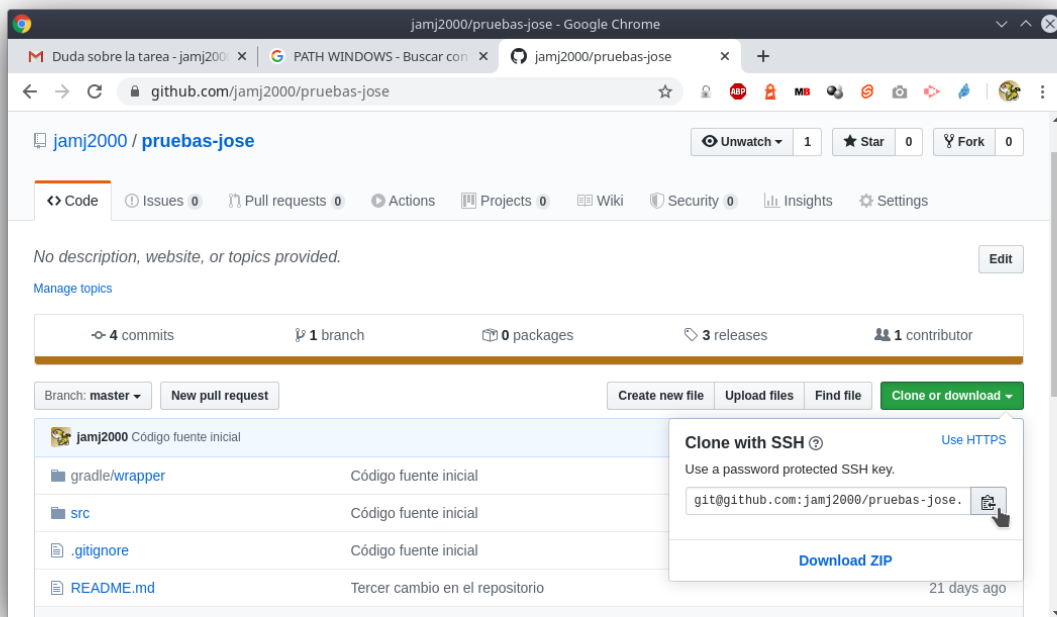 jamj2000/pruebas-jose - Google Chrome
Duda sobre la tarea - jamj200 PATH WINDOWS - Buscar con jamj2000/pruebas-jose
github.com/jamj2000/pruebas-jose ABP MB
jamj2000 / pruebas-jose Unwatch 1 Star 0 Fork 0
Code Issues 0 Pull requests 0 Actions Projects 0 Wiki Security 0 Insights Settings
No description, website, or topics provided. Edit
Manage topics
4 commits 1 branch 0 packages 3 releases 1 contributor
Branch: master New pull request Create new file Upload files Find file Clone or download
jamj2000 Código fuente inicial
Clone with SSH Use HTTPS
Use a password protected SSH key.
git@github.com:jamj2000/pruebas-jose.
Download ZIP
gradle/wrapper Código fuente inicial
src Código fuente inicial
.gitignore Código fuente inicial
README.md Tercer cambio en el repositorio 21 days ago